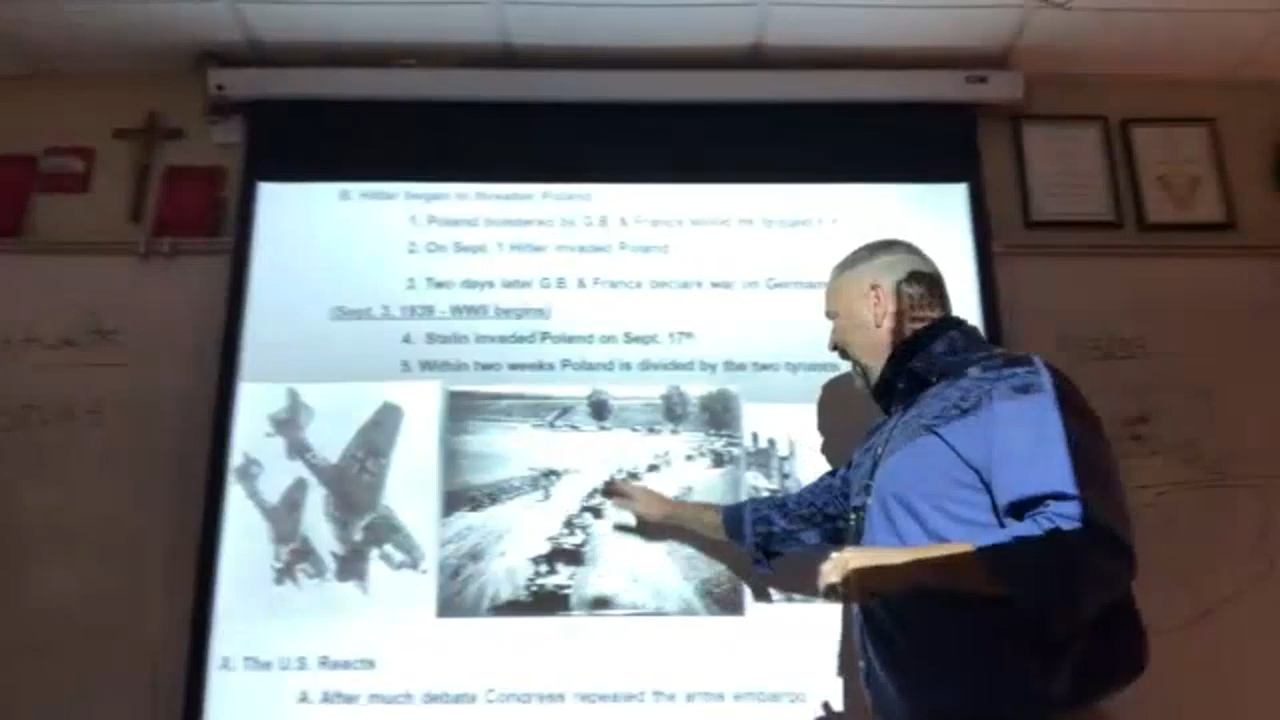 B. Hitler began to threaten Poland
1. Poland bolstered by G.B. & France would
2. On Sept. 1 Hitler invaded Poland
3. Two days later G.B. & France declare war on German
(Sept. 3, 1939 - WWII begins)
4. Stalin invaded Poland on Sept. 17th
5. Within two weeks Poland is divided by the two tyrants
The U.S. Reacts
A. After much debate Congress repealed the arms embargo